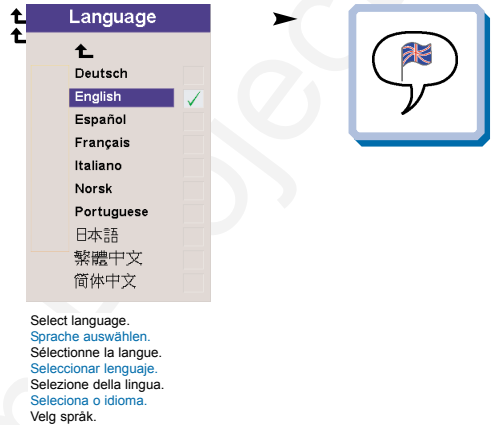 Language
Deutsch
English
Español
Français
Italiano
Norsk
Portuguese
日本語
繁體中文
简体中文
Select language.
Sprache auswählen.
Sélectionne la langue.
Seleccionar lenguaje.
Selezione della lingua.
Seleciona o idioma.
Velg språk.